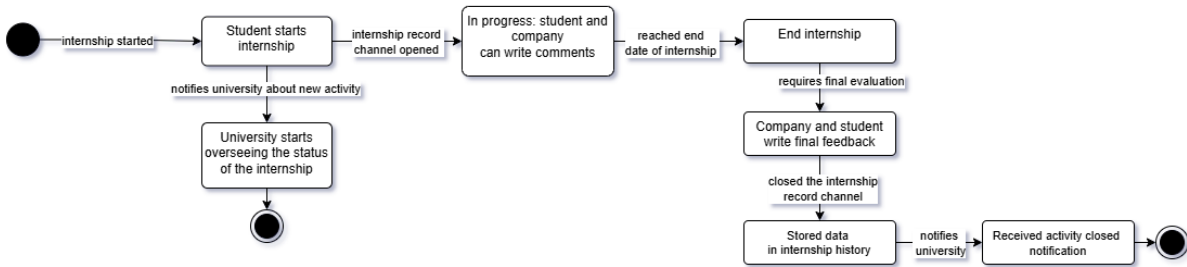 internship started
Student starts
internship
internship record
channel opened
In progress: student and
company
can write comments
reached end
date of internship
End internship
notifies university about new activity
requires final evaluation
University starts
overseeing the status
of the internship
Company and student
write final feedback
closed the internship
record channel
Stored data
in internship history
notifies
university
Received activity closed
notification